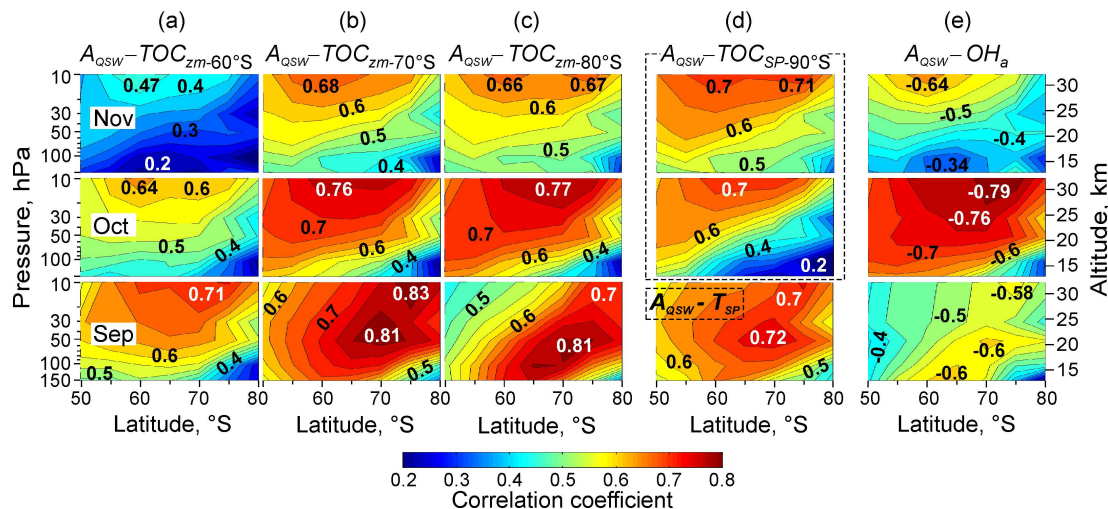 (a) (b) (c) (d) (e)
A_QSW–TOC_zm-60°S A_QSW–TOC_zm-70°S A_QSW–TOC_zm-80°S A_QSW–TOC_SP-90°S A_QSW–OH_a
Pressure, hPa
Altitude, km
10 30 50 100
Nov
0.47 0.4 0.3 0.2
0.68 0.6 0.5 0.4
0.66 0.67 0.6 0.5
0.7 0.71 0.6 0.5
-0.64 -0.5 -0.4 -0.34
30 25 20 15
10 30 50 100
Oct
0.64 0.6 0.5 0.4
0.76 0.7 0.6 0.4
0.77 0.7 0.6 0.4
0.7 0.6 0.4 0.2
-0.79 -0.76 -0.7 -0.6
30 25 20 15
10 30 50 100 150
Sep
0.71 0.6 0.5 0.4
0.6 0.7 0.83 0.81 0.5
0.5 0.6 0.7 0.81
A_QSW - T_SP
0.7 0.72 0.6 0.5
-0.58 -0.5 -0.4 -0.6 -0.6
30 25 20 15
50 60 70 80 50 60 70 80 50 60 70 80 50 60 70 80 50 60 70 80
Latitude, °S Latitude, °S Latitude, °S Latitude, °S Latitude, °S
0.2 0.3 0.4 0.5 0.6 0.7 0.8
Correlation coefficient